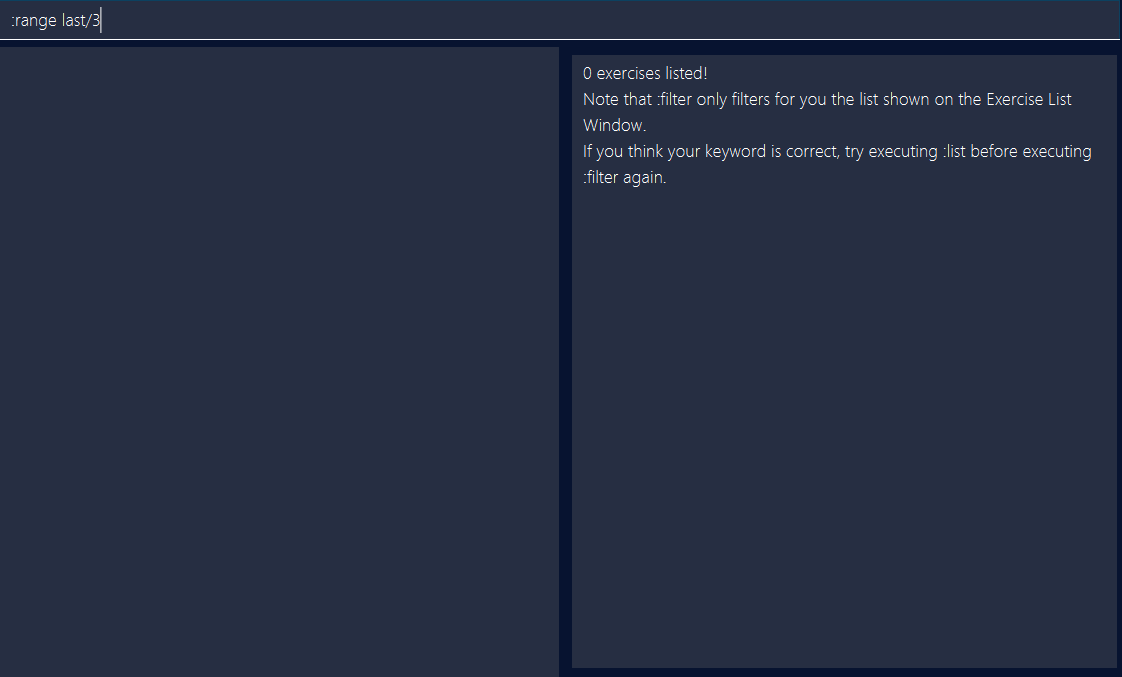 :range last/3
0 exercises listed!
Note that :filter only filters for you the list shown on the Exercise List
Window.
If you think your keyword is correct, try executing :list before executing
:filter again.